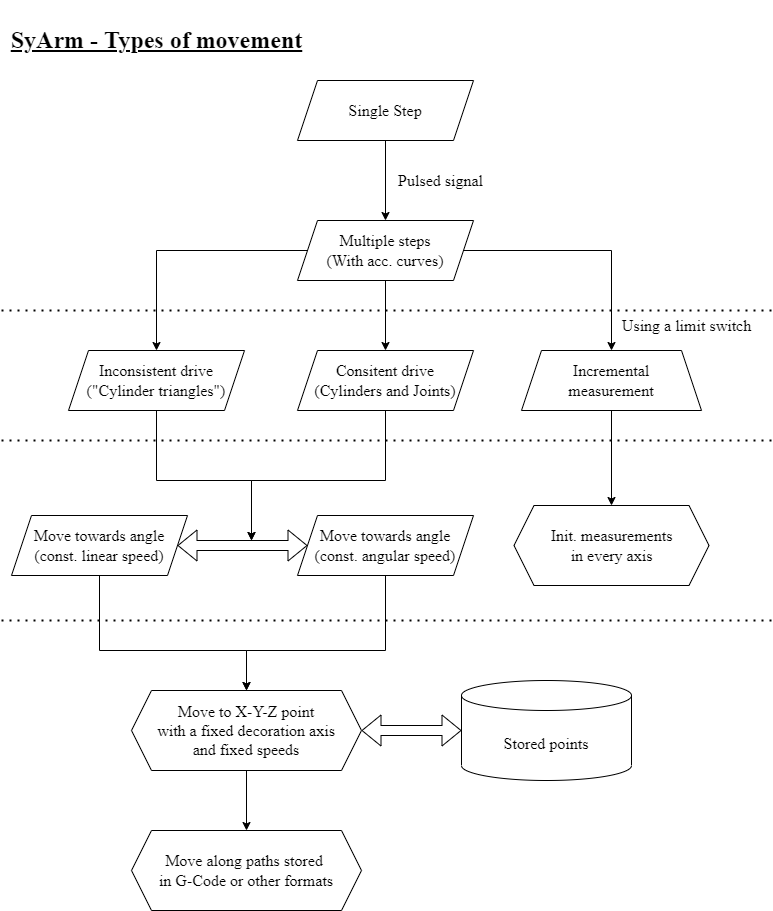 SyArm - Types of movement
Single Step
Pulsed signal
Multiple steps
(With acc. curves)
Using a limit switch
Inconsistent drive
("Cylinder triangles")
Consitent drive
(Cylinders and Joints)
Incremental
measurement
Move towards angle
(const. linear speed)
Move towards angle
(const. angular speed)
Init. measurements
in every axis
Move to X-Y-Z point
with a fixed decoration axis
and fixed speeds
Stored points
Move along paths stored
in G-Code or other formats